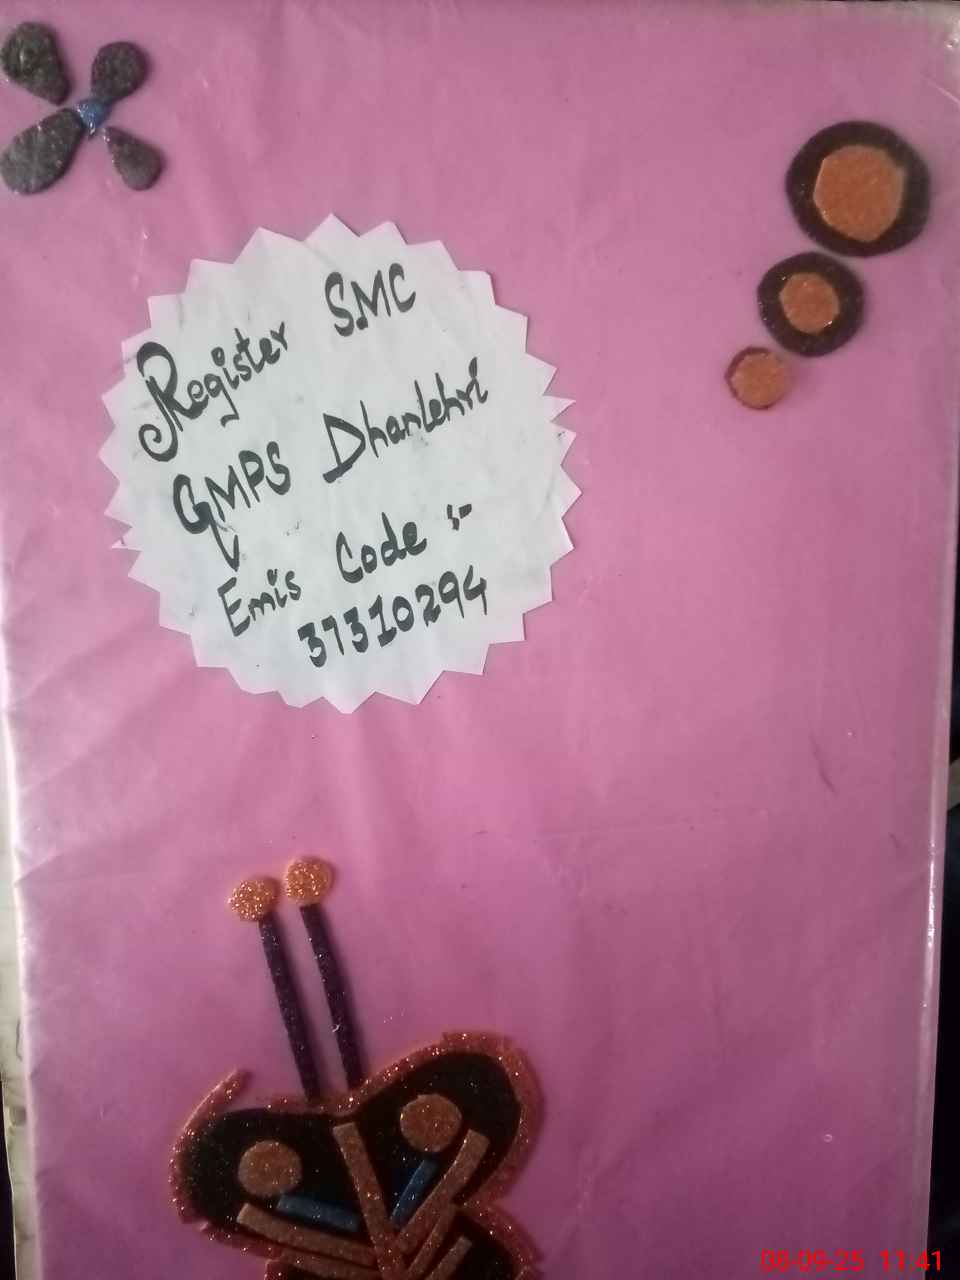 Register SMC
GMPS Dhanlehri
Emis Code :-
37310294
08-09-25 11:41